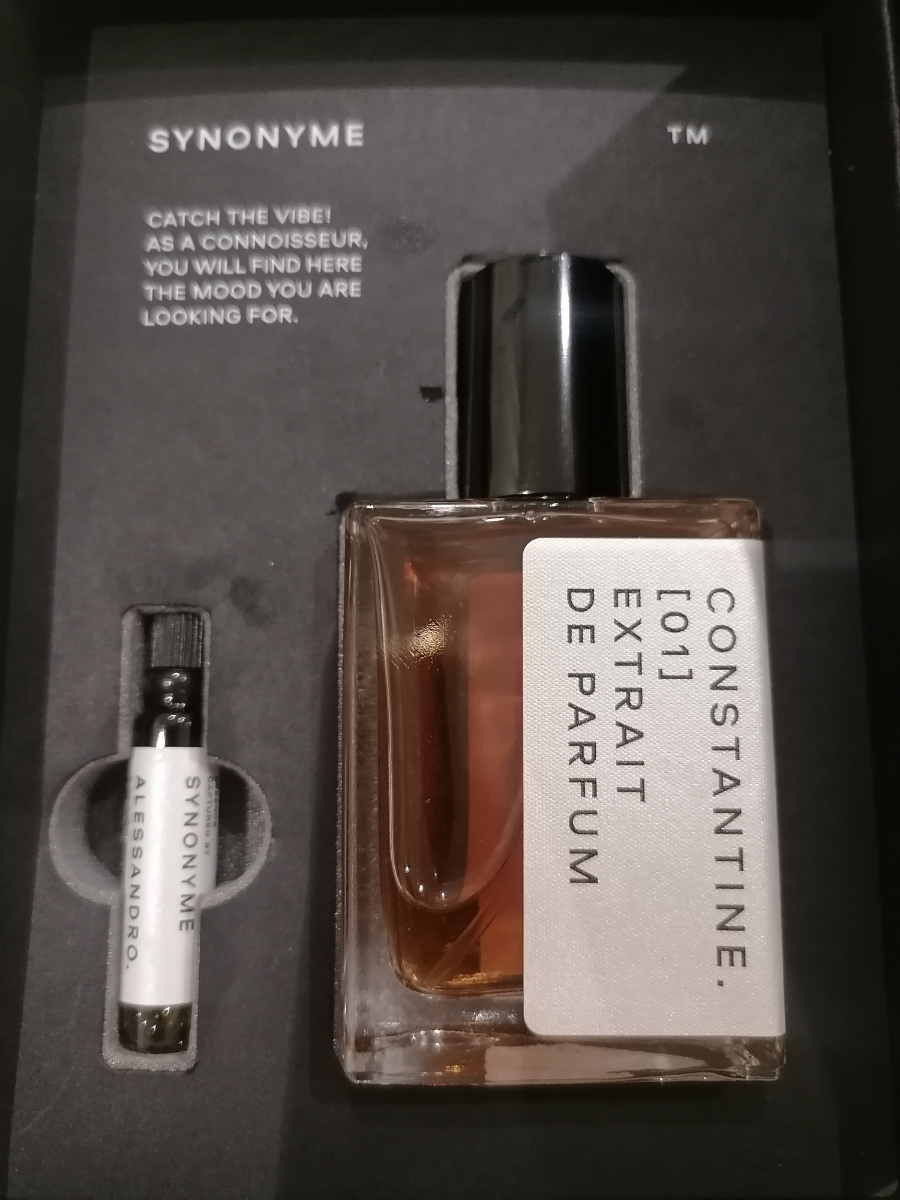 SYNONYME
TM
CATCH THE VIBE!
AS A CONNOISSEUR,
YOU WILL FIND HERE
THE MOOD YOU ARE
LOOKING FOR.
CONSTANTINE.
[01]
EXTRAIT
DE PARFUM
SYNONYME
ALESSANDRO.